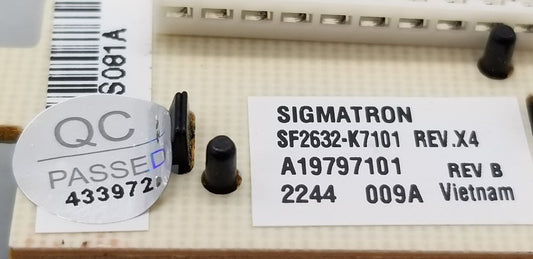 S081A
QC
PASSED
433972
SIGMATRON
SF2632-K7101 REV.X4
A19797101 REV B
2244 009A Vietnam